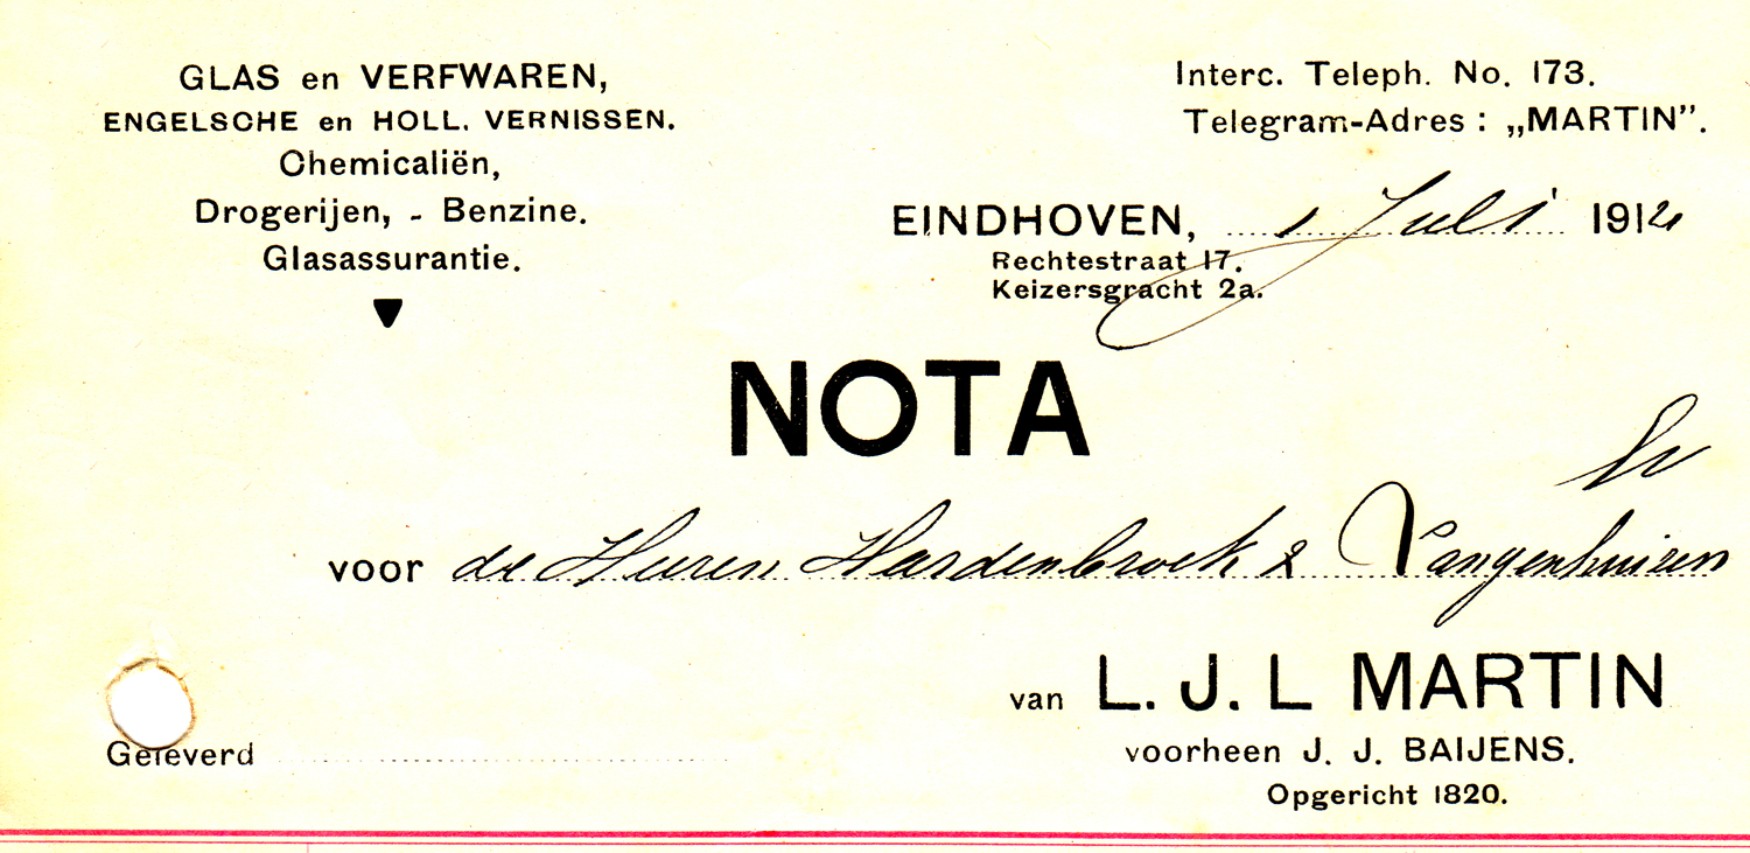 GLAS en VERFWAREN,
ENGELSCHE en HOLL. VERNISSEN.
Chemicaliën,
Drogerijen, - Benzine.
Glasassurantie.
Interc. Teleph. No. 173.
Telegram-Adres : „MARTIN”.
EINDHOVEN, 1 Juli 1912
Rechtestraat 17.
Keizersgracht 2a.
NOTA
voor de Heeren Hardenbroek & Langenhuizen
van L. J. L MARTIN
voorheen J. J. BAIJENS.
Opgericht 1820.
Geleverd